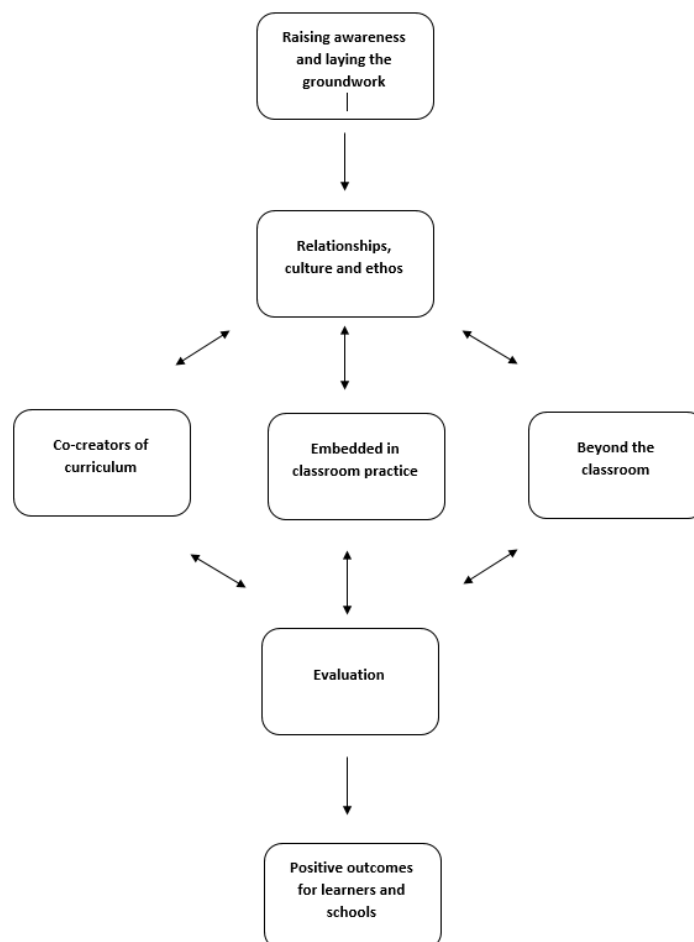 Raising awareness
and laying the
groundwork
Relationships,
culture and ethos
Co-creators of
curriculum
Embedded in
classroom practice
Beyond the
classroom
Evaluation
Positive outcomes
for learners and
schools